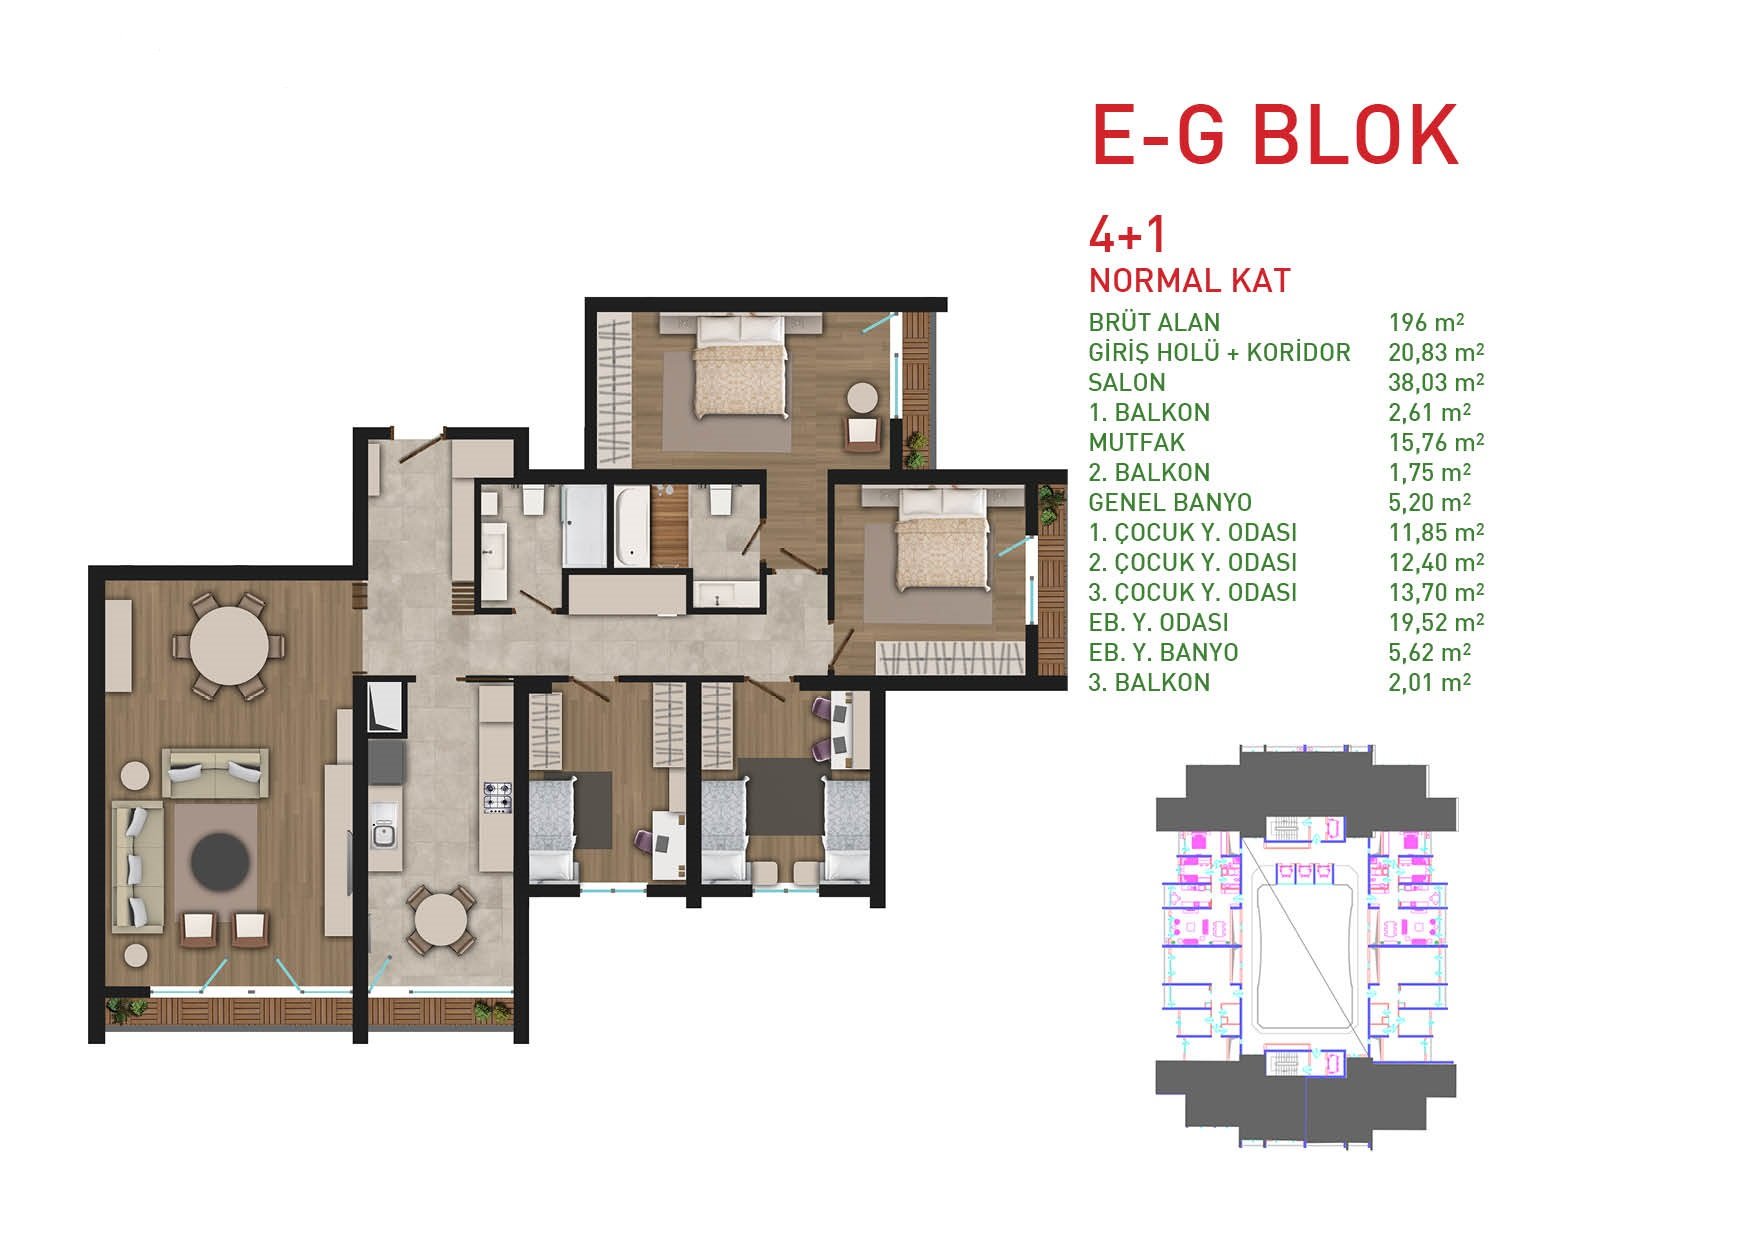 E-G BLOK
4+1
NORMAL KAT
BRÜT ALAN 196 m²
GİRİŞ HOLÜ + KORİDOR 20,83 m²
SALON 38,03 m²
1. BALKON 2,61 m²
MUTFAK 15,76 m²
2. BALKON 1,75 m²
GENEL BANYO 5,20 m²
1. ÇOCUK Y. ODASI 11,85 m²
2. ÇOCUK Y. ODASI 12,40 m²
3. ÇOCUK Y. ODASI 13,70 m²
EB. Y. ODASI 19,52 m²
EB. Y. BANYO 5,62 m²
3. BALKON 2,01 m²